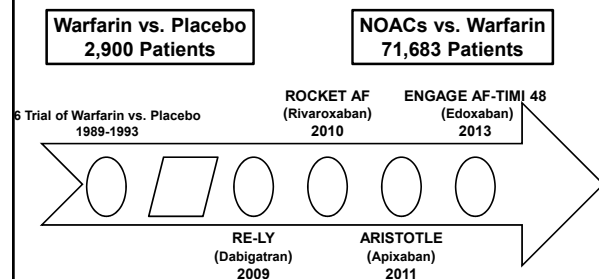 Warfarin vs. Placebo
2,900 Patients
NOACs vs. Warfarin
71,683 Patients
6 Trial of Warfarin vs. Placebo
1989-1993
ROCKET AF
(Rivaroxaban)
2010
ENGAGE AF-TIMI 48
(Edoxaban)
2013
RE-LY
(Dabigatran)
2009
ARISTOTLE
(Apixaban)
2011